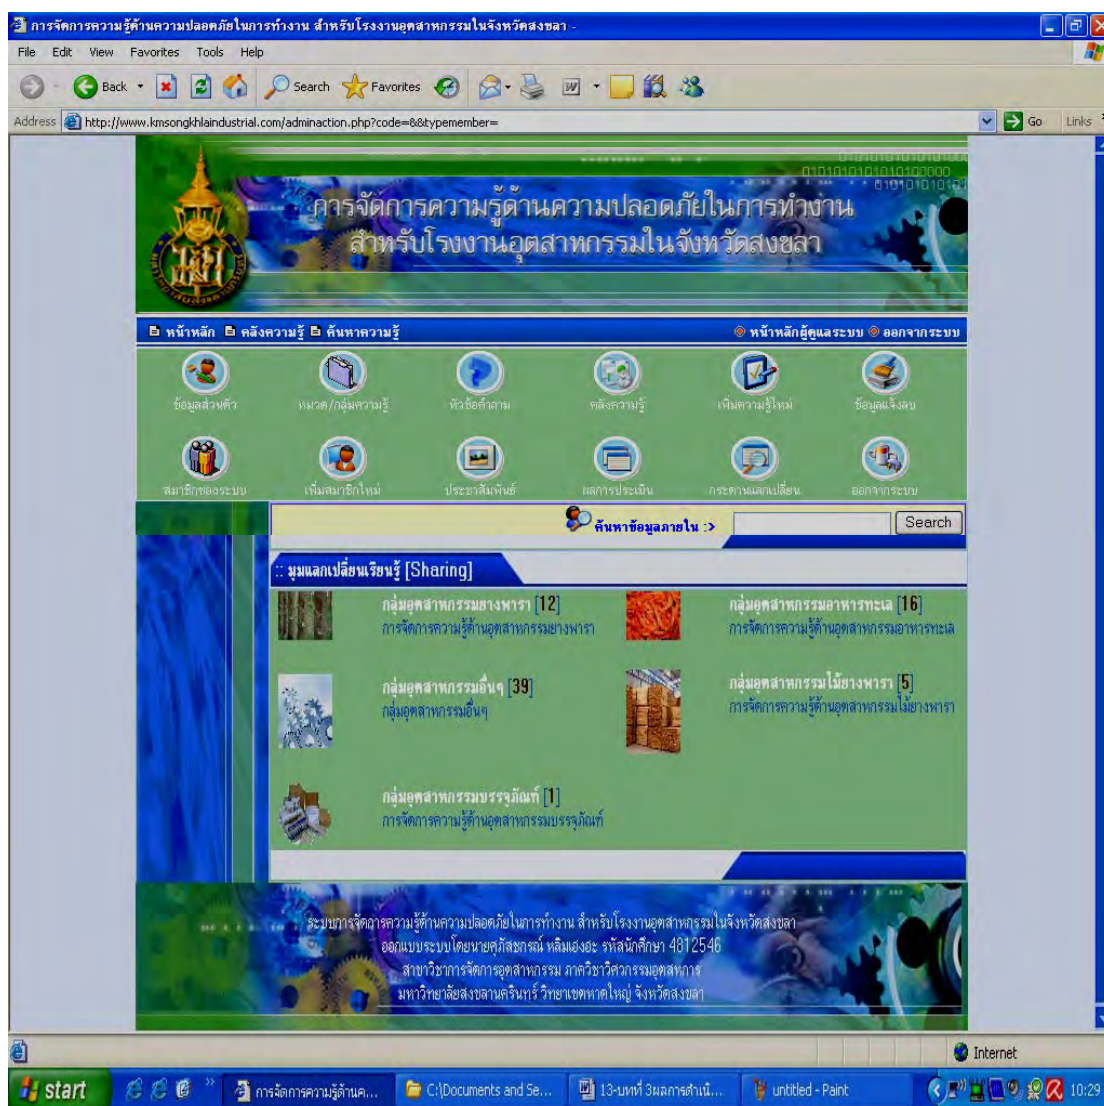 การจัดการความรู้ด้านความปลอดภัยในการทำงาน สำหรับโรงงานอุตสาหกรรมในจังหวัดสงขลา -
File Edit View Favorites Tools Help
Back Search Favorites
Address http://www.kmsongkhlaindustrial.com/adminaction.php?code=&&typemember= Go Links
การจัดการความรู้ด้านความปลอดภัยในการทำงาน
สำหรับโรงงานอุตสาหกรรมในจังหวัดสงขลา
หน้าหลัก คลังความรู้ ค้นหาความรู้ หน้าหลักผู้ดูแลระบบ ออกจากระบบ
ข้อมูลส่วนตัว หมวด/กลุ่มความรู้ หัวข้อคำถาม คลังความรู้ เพิ่มความรู้ใหม่ ข้อมูลแจ้งลบ
สมาชิกของระบบ เพิ่มสมาชิกใหม่ ประชาสัมพันธ์ ผลการประเมิน กระดานแลกเปลี่ยน ออกจากระบบ
ค้นหาข้อมูลภายใน :> Search
:: มุมแลกเปลี่ยนเรียนรู้ [Sharing]
กลุ่มอุตสาหกรรมยางพารา [12] กลุ่มอุตสาหกรรมอาหารทะเล [16]
การจัดการความรู้ด้านอุตสาหกรรมยางพารา การจัดการความรู้ด้านอุตสาหกรรมอาหารทะเล
กลุ่มอุตสาหกรรมอื่นๆ [39] กลุ่มอุตสาหกรรมไม้ยางพารา [5]
กลุ่มอุตสาหกรรมอื่นๆ การจัดการความรู้ด้านอุตสาหกรรมไม้ยางพารา
กลุ่มอุตสาหกรรมบรรจุภัณฑ์ [1]
การจัดการความรู้ด้านอุตสาหกรรมบรรจุภัณฑ์
ระบบการจัดการความรู้ด้านความปลอดภัยในการทำงาน สำหรับโรงงานอุตสาหกรรมในจังหวัดสงขลา
ออกแบบระบบโดยนายศุภัสชกรณ์ หลิมเฮงฮะ รหัสนักศึกษา 4812546
สาขาวิชาการจัดการอุตสาหกรรม ภาควิชาวิศวกรรมอุตสหการ
มหาวิทยาลัยสงขลานครินทร์ วิทยาเขตหาดใหญ่ จังหวัดสงขลา
Internet
start การจัดการความรู้ด้านค... C:\Documents and Se... 13-บทที่ 3ผลการดำเนิ... untitled - Paint 10:29